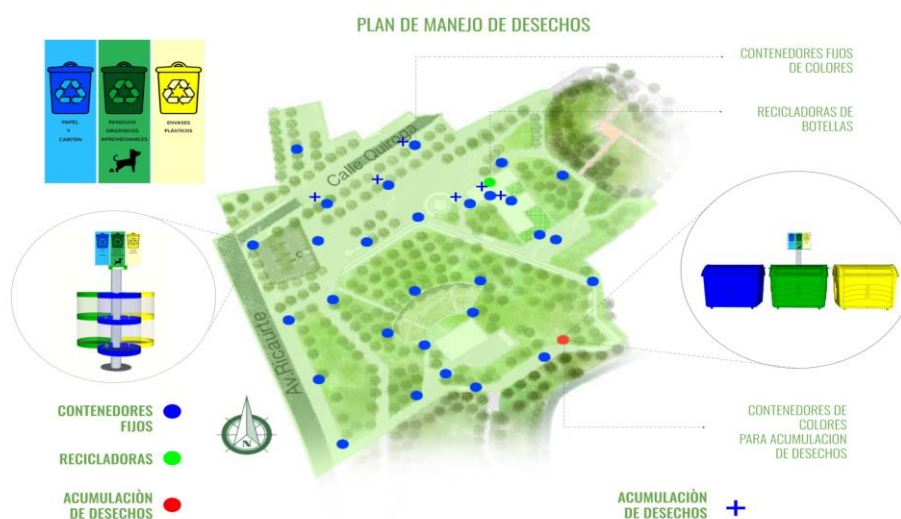 PLAN DE MANEJO DE DESECHOS
CONTENEDORES FIJOS
DE COLORES
RECICLADORAS DE
BOTELLAS
PAPEL
Y
CARTÓN
RESIDUOS
ORGÁNICOS
APROVECHABLES
ENVASES
PLÁSTICOS
Calle Quiroga
Av Ricaurte
CONTENEDORES
FIJOS
RECICLADORAS
ACUMULACIÒN
DE DESECHOS
N
CONTENEDORES DE
COLORES
PARA ACUMULACION
DE DESECHOS
ACUMULACIÒN
DE DESECHOS